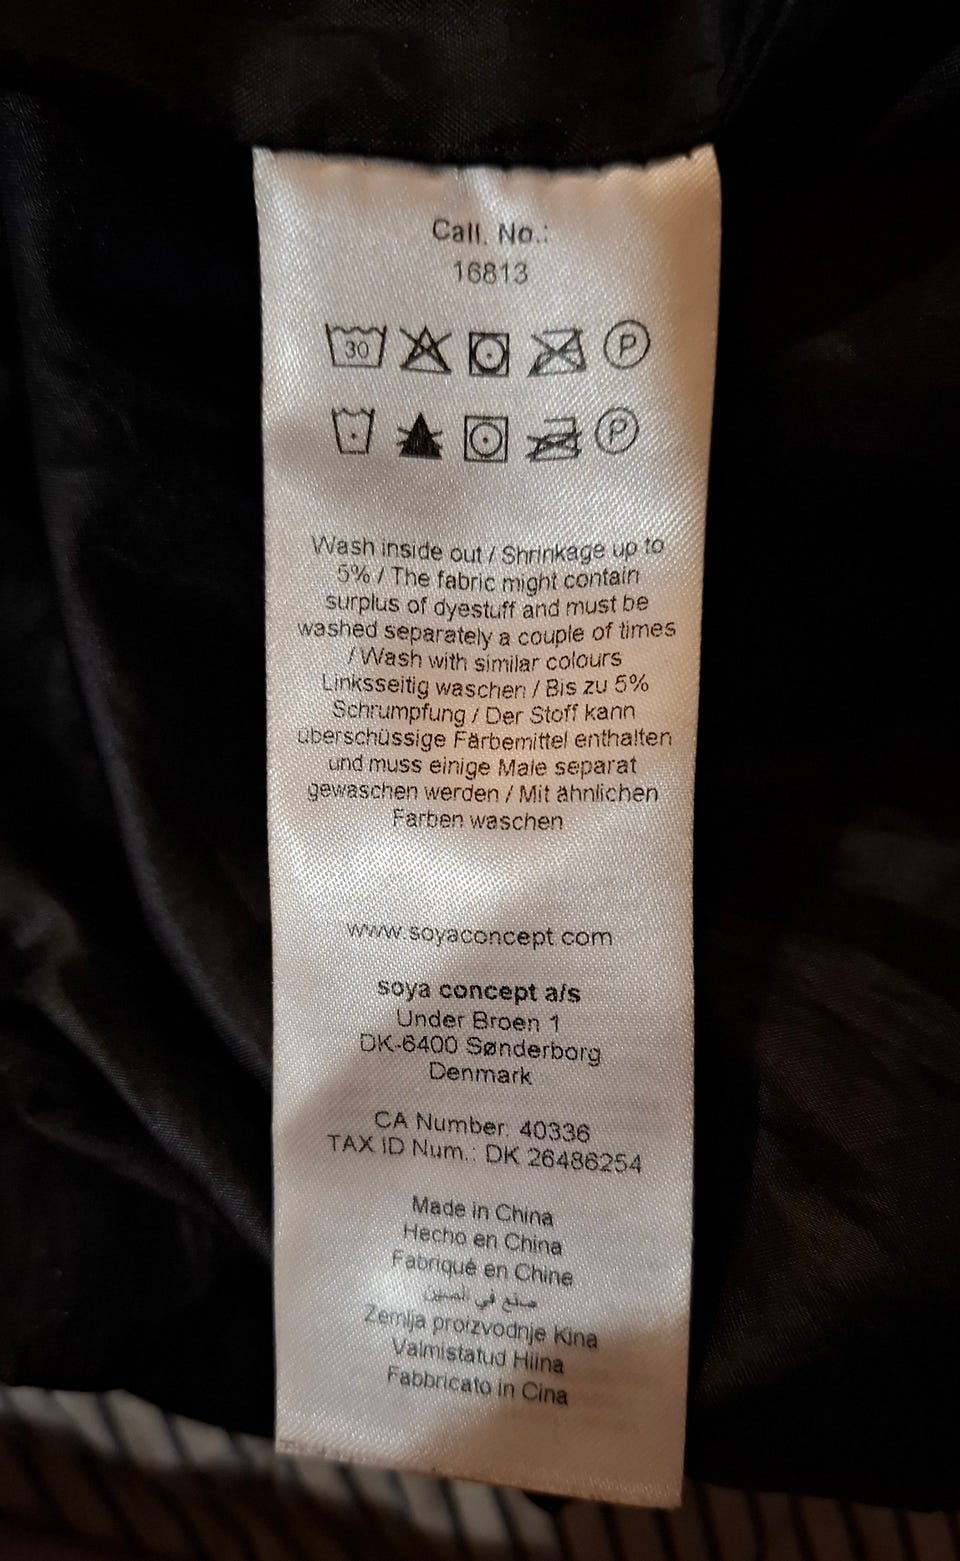 Call. No.:
16813
30 P
P
Wash inside out / Shrinkage up to
5% / The fabric might contain
surplus of dyestuff and must be
washed separately a couple of times
/ Wash with similar colours
Linksseitig waschen / Bis zu 5%
Schrumpfung / Der Stoff kann
überschüssige Färbemittel enthalten
und muss einige Male separat
gewaschen werden / Mit ähnlichen
Farben waschen
www.soyaconcept.com
soya concept a/s
Under Broen 1
DK-6400 Sønderborg
Denmark
CA Number: 40336
TAX ID Num.: DK 26486254
Made in China
Hecho en China
Fabriqué en Chine
صنع في الصين
Zemlja proizvodnje Kina
Valmistatud Hiina
Fabbricato in Cina